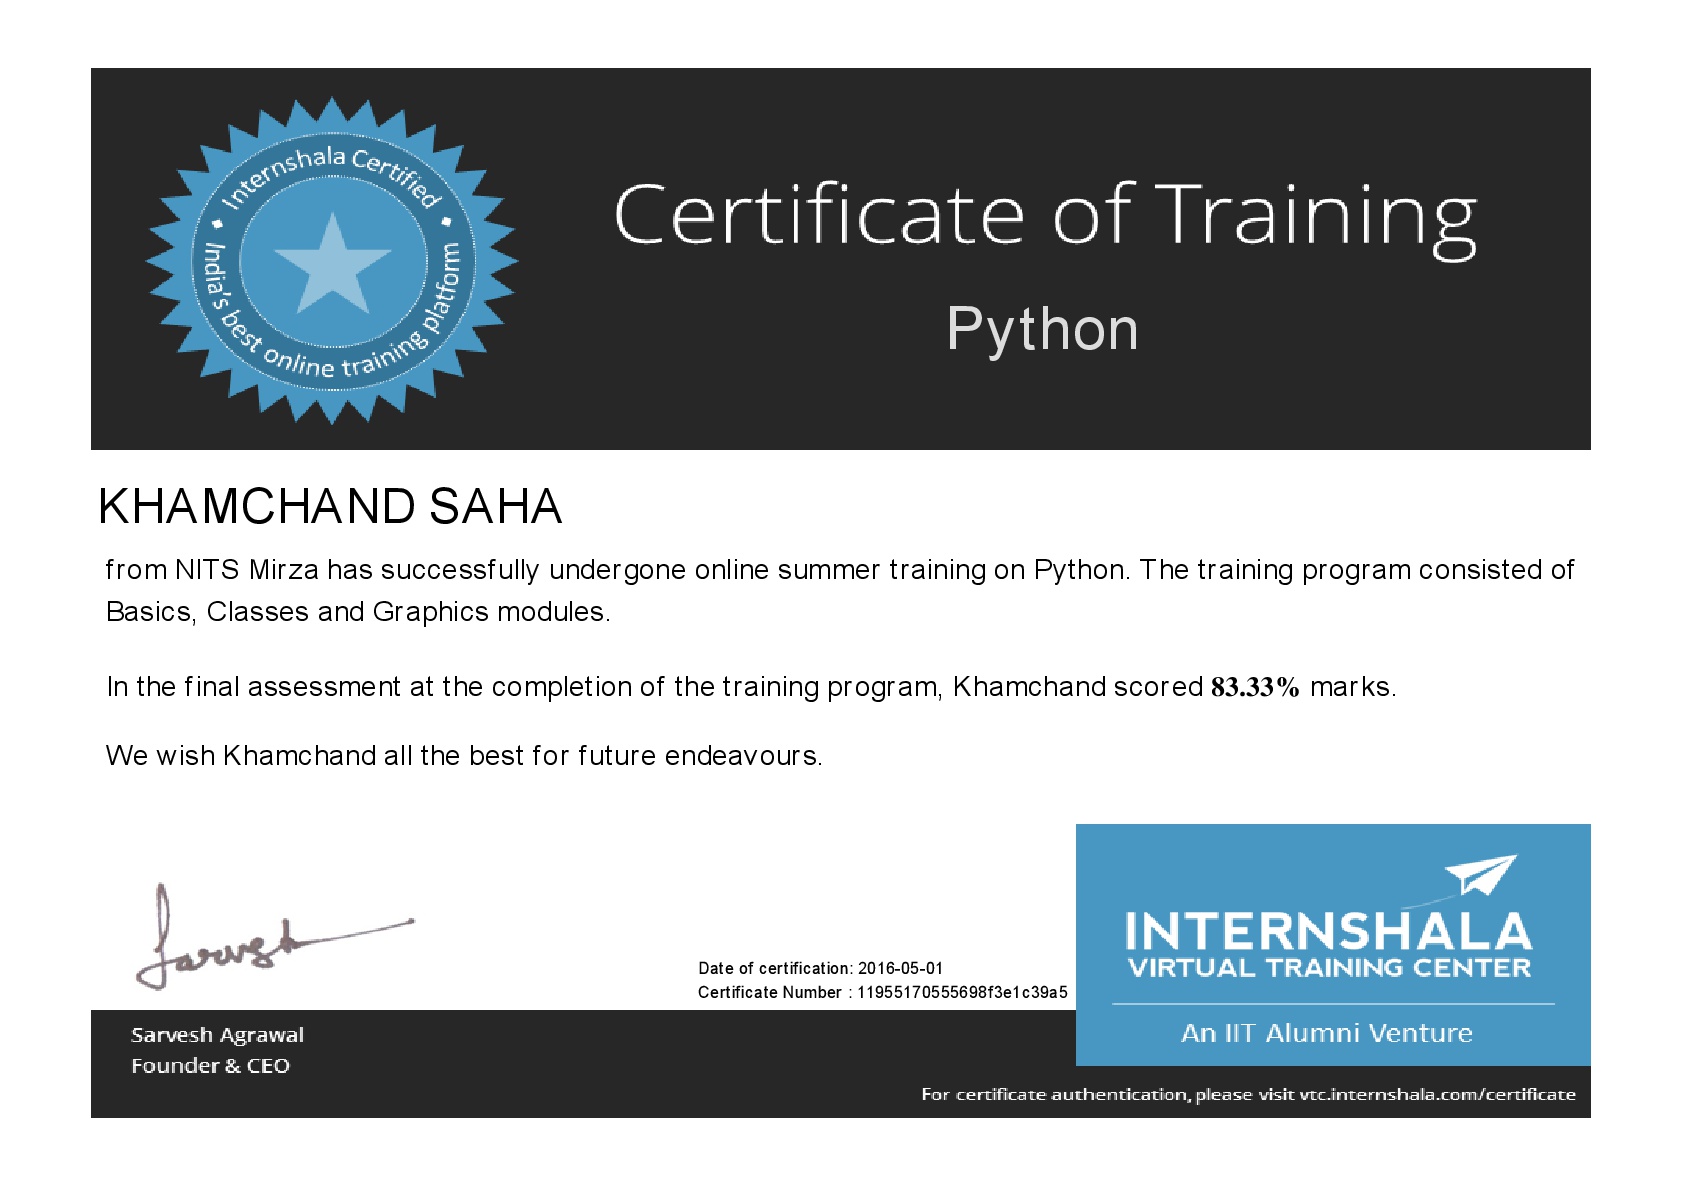 Internshala Certified
India's best online training platform
Certificate of Training
Python
KHAMCHAND SAHA
from NITS Mirza has successfully undergone online summer training on Python. The training program consisted of
Basics, Classes and Graphics modules.
In the final assessment at the completion of the training program, Khamchand scored 83.33% marks.
We wish Khamchand all the best for future endeavours.
Sarvesh
Date of certification: 2016-05-01
Certificate Number : 11955170555698f3e1c39a5
Sarvesh Agrawal
Founder & CEO
INTERNSHALA
VIRTUAL TRAINING CENTER
An IIT Alumni Venture
For certificate authentication, please visit vtc.internshala.com/certificate